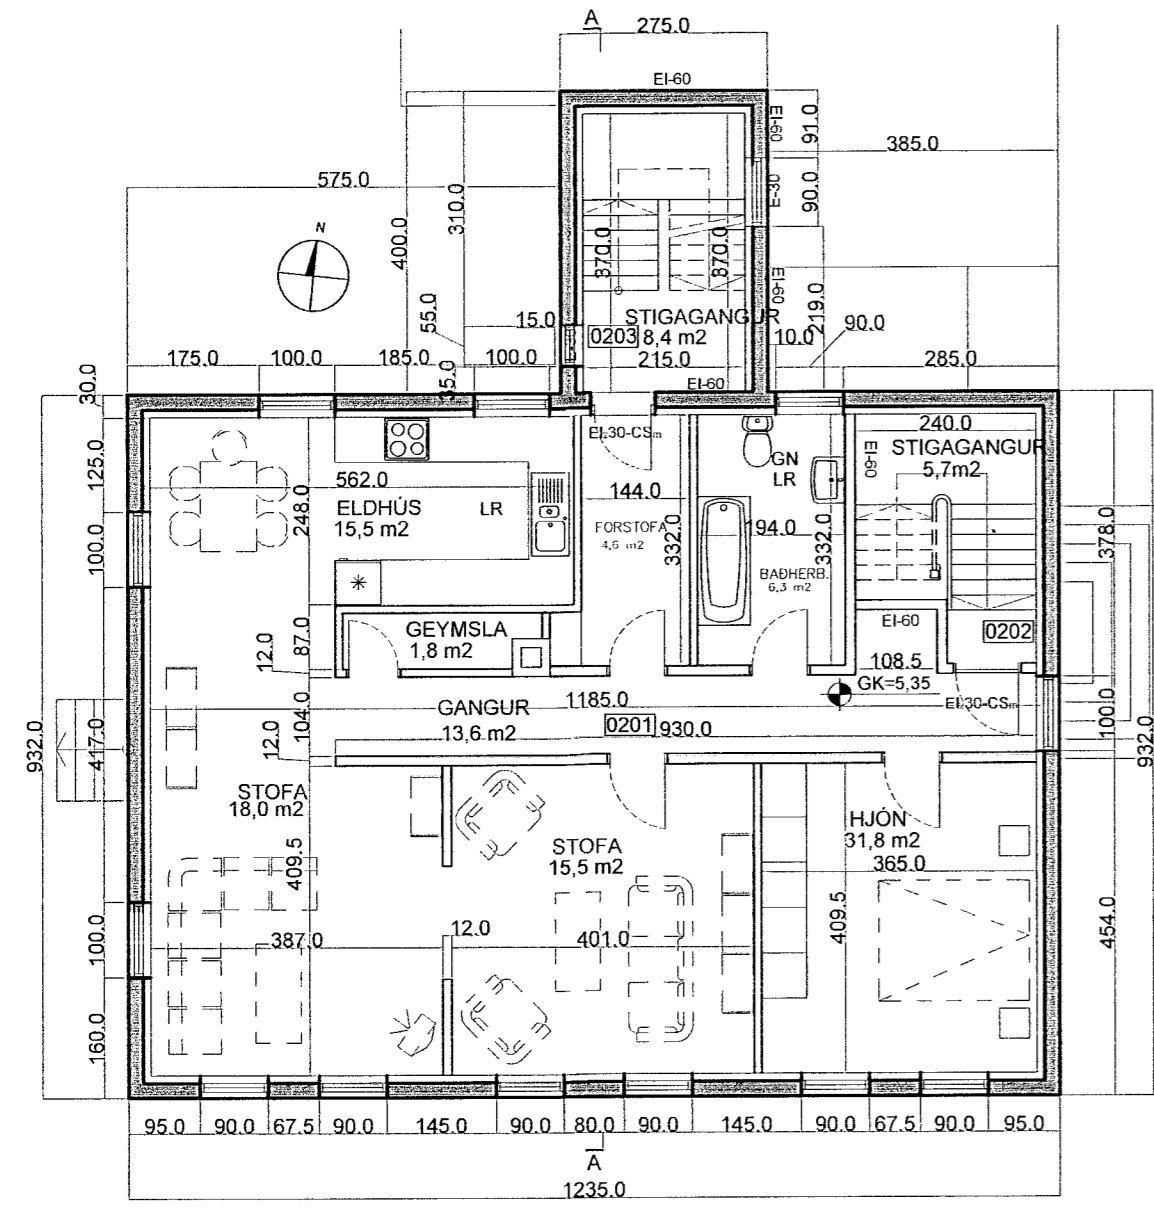 A
275.0
EI-60
EI-60
91.0
385.0
E-30
90.0
575.0
310.0
400.0
N
370.0
370.0
EI-60
219.0
55.0
15.0
STIGAGANGUR
0203
8,4 m2
10.0
90.0
175.0
100.0
185.0
100.0
215.0
285.0
35.0
EI-60
30.0
240.0
EI30-CSm
GN
LR
EI-60
STIGAGANGUR
5,7m2
125.0
562.0
144.0
248.0
ELDHÚS
15,5 m2
LR
FORSTOFA
4,6 m2
332.0
194.0
332.0
378.0
100.0
BAÐHERB.
6,3 m2
87.0
GEYMSLA
1,8 m2
EI-60
0202
12.0
108.5
GK=5,35
1185.0
EI30-CSm
104.0
GANGUR
13,6 m2
0201
930.0
100.0
932.0
417.0
12.0
932.0
STOFA
18,0 m2
HJÓN
31,8 m2
STOFA
15,5 m2
365.0
409.5
409.5
100.0
387.0
12.0
401.0
454.0
160.0
95.0 90.0 67.5 90.0 145.0 90.0 80.0 90.0 145.0 90.0 67.5 90.0 95.0
A
1235.0